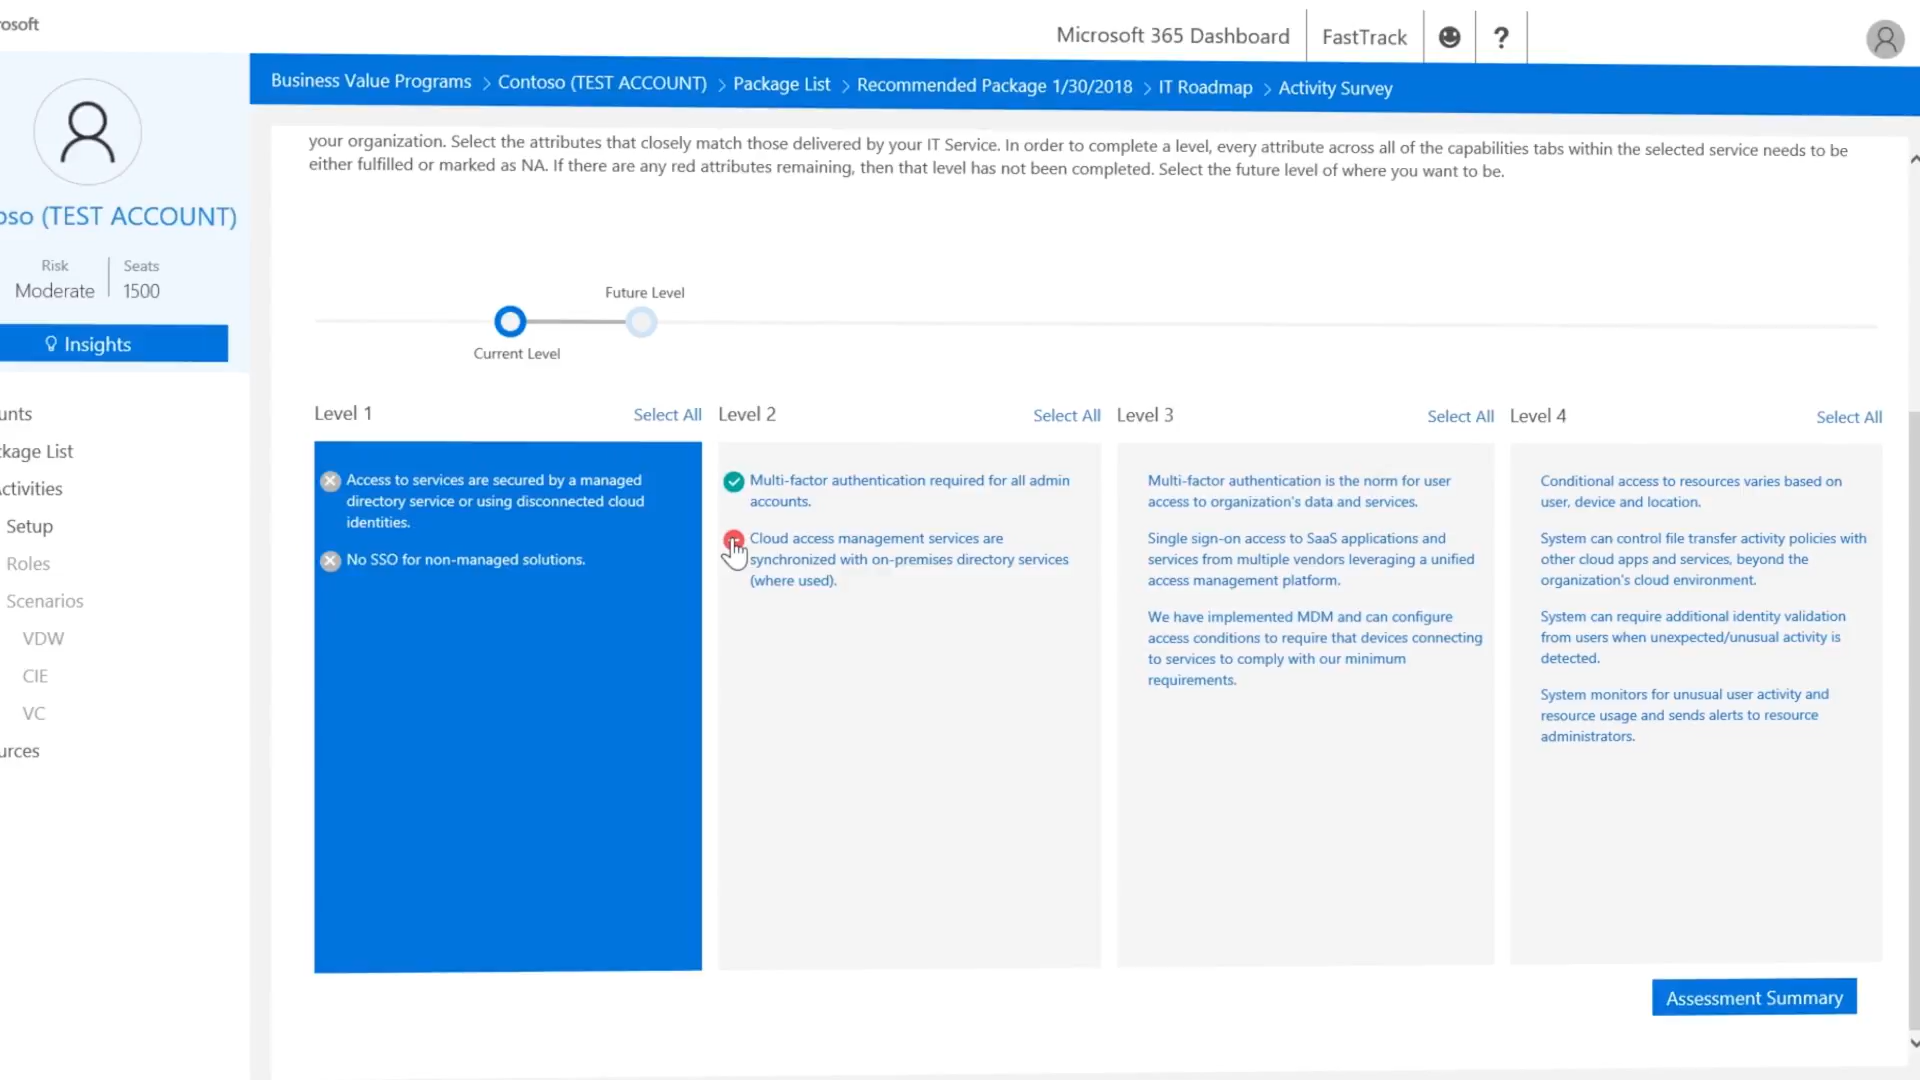 osoft
Microsoft 365 Dashboard
FastTrack
?
Business Value Programs > Contoso (TEST ACCOUNT) > Package List > Recommended Package 1/30/2018 > IT Roadmap > Activity Survey
oso (TEST ACCOUNT)
Risk
Moderate
Seats
1500
Insights
unts
kage List
ctivities
Setup
Roles
Scenarios
VDW
CIE
VC
urces
your organization. Select the attributes that closely match those delivered by your IT Service. In order to complete a level, every attribute across all of the capabilities tabs within the selected service needs to be
either fulfilled or marked as NA. If there are any red attributes remaining, then that level has not been completed. Select the future level of where you want to be.
Future Level
Current Level
Level 1
Select All
Access to services are secured by a managed
directory service or using disconnected cloud
identities.
No SSO for non-managed solutions.
Level 2
Select All
Multi-factor authentication required for all admin
accounts.
Cloud access management services are
synchronized with on-premises directory services
(where used).
Level 3
Select All
Multi-factor authentication is the norm for user
access to organization's data and services.
Single sign-on access to SaaS applications and
services from multiple vendors leveraging a unified
access management platform.
We have implemented MDM and can configure
access conditions to require that devices connecting
to services to comply with our minimum
requirements.
Level 4
Select All
Conditional access to resources varies based on
user, device and location.
System can control file transfer activity policies with
other cloud apps and services, beyond the
organization's cloud environment.
System can require additional identity validation
from users when unexpected/unusual activity is
detected.
System monitors for unusual user activity and
resource usage and sends alerts to resource
administrators.
Assessment Summary